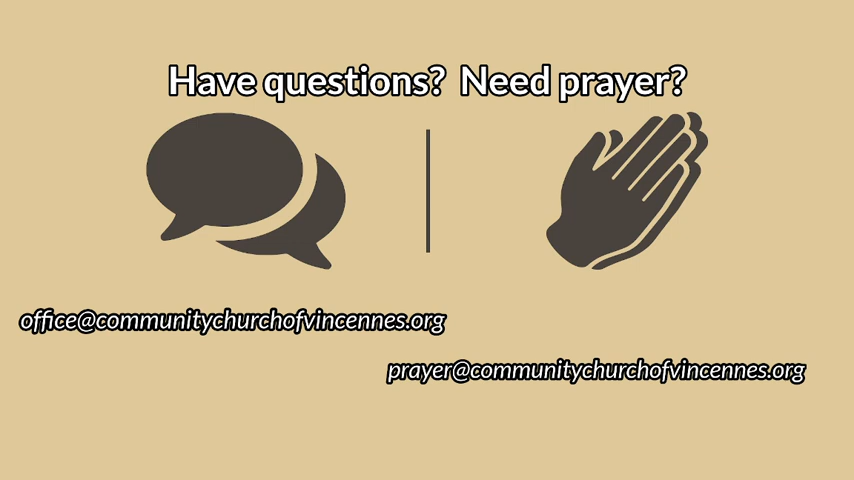 Have questions?  Need prayer?
office@communitychurchofvincennes.org
prayer@communitychurchofvincennes.org